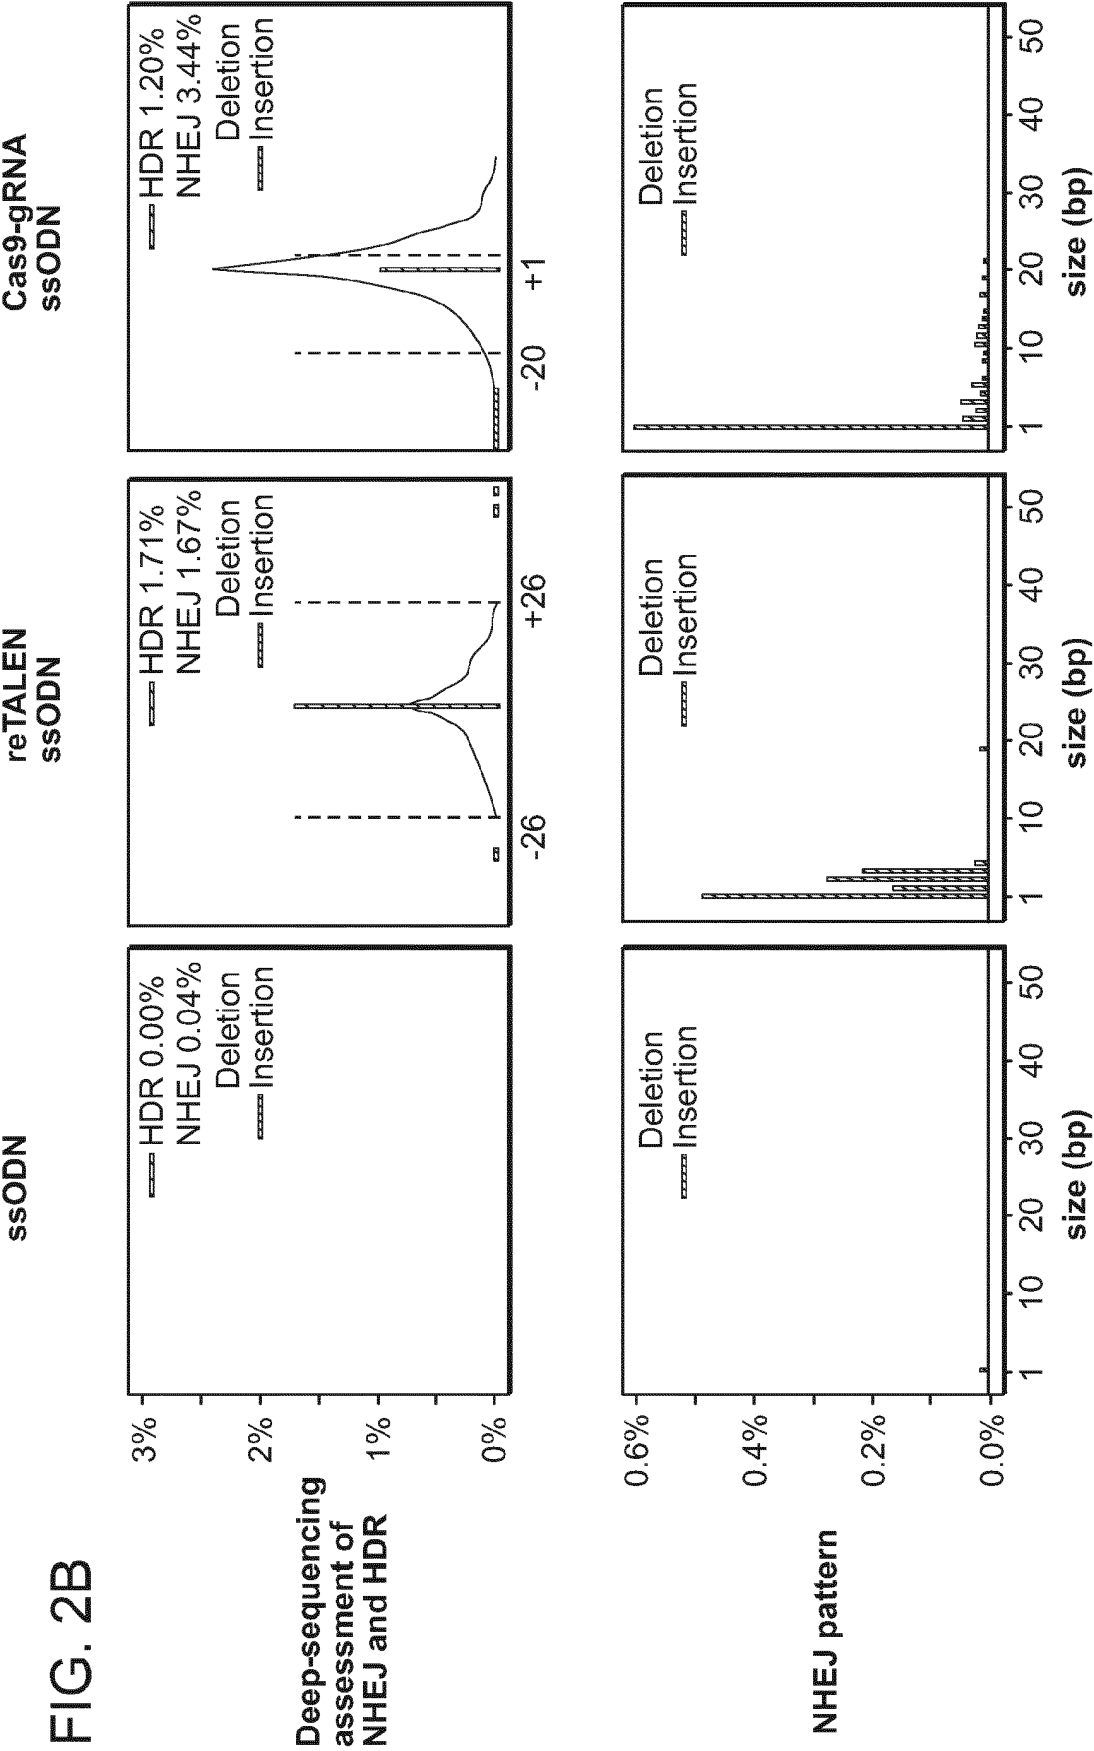 FIG. 2B
ssODN
reTALEN
ssODN
Cas9-gRNA
ssODN
Deep-sequencing
assessment of
NHEJ and HDR
3%
2%
1%
0%
HDR 0.00%
NHEJ 0.04%
Deletion
Insertion
HDR 1.71%
NHEJ 1.67%
Deletion
Insertion
-26
+26
HDR 1.20%
NHEJ 3.44%
Deletion
Insertion
-20
+1
NHEJ pattern
0.6%
0.4%
0.2%
0.0%
Deletion
Insertion
1 10 20 30 40 50
size (bp)
Deletion
Insertion
1 10 20 30 40 50
size (bp)
Deletion
Insertion
1 10 20 30 40 50
size (bp)